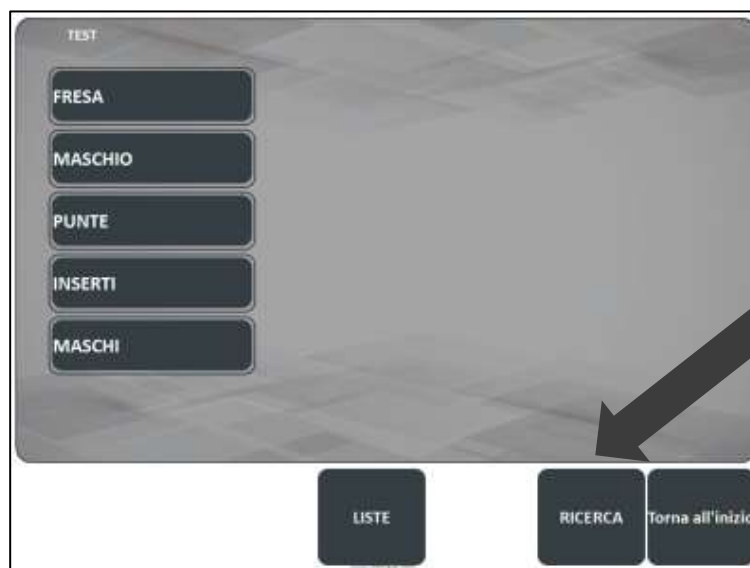 TEST
FRESA
MASCHIO
PUNTE
INSERTI
MASCHI
LISTE
RICERCA
Torna all'inizio